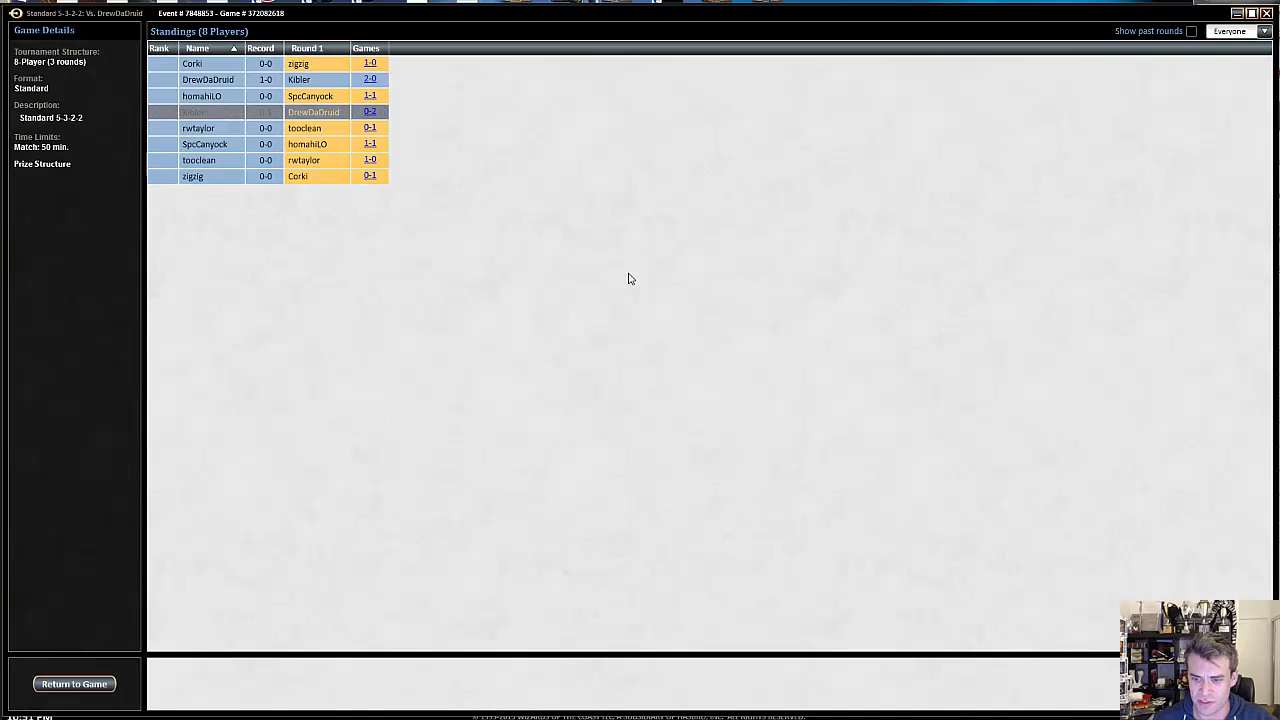 Standard 5-3-2-2: Vs. DrewDaDruid Event # 7848853 - Game # 372082618
Game Details
Standings (8 Players) Show past rounds Everyone
Tournament Structure:
8-Player (3 rounds)
Format:
Standard
Description:
Standard 5-3-2-2
Time Limits:
Match: 50 min.
Prize Structure
Rank Name Record Round 1 Games
Corki 0-0 zigzig 1-0
DrewDaDruid 1-0 Kibler 2-0
homahiLO 0-0 SpcCanyock 1-1
Kibler 0-1 DrewDaDruid 0-2
rwtaylor 0-0 tooclean 0-1
SpcCanyock 0-0 homahiLO 1-1
tooclean 0-0 rwtaylor 1-0
zigzig 0-0 Corki 0-1
Return to Game